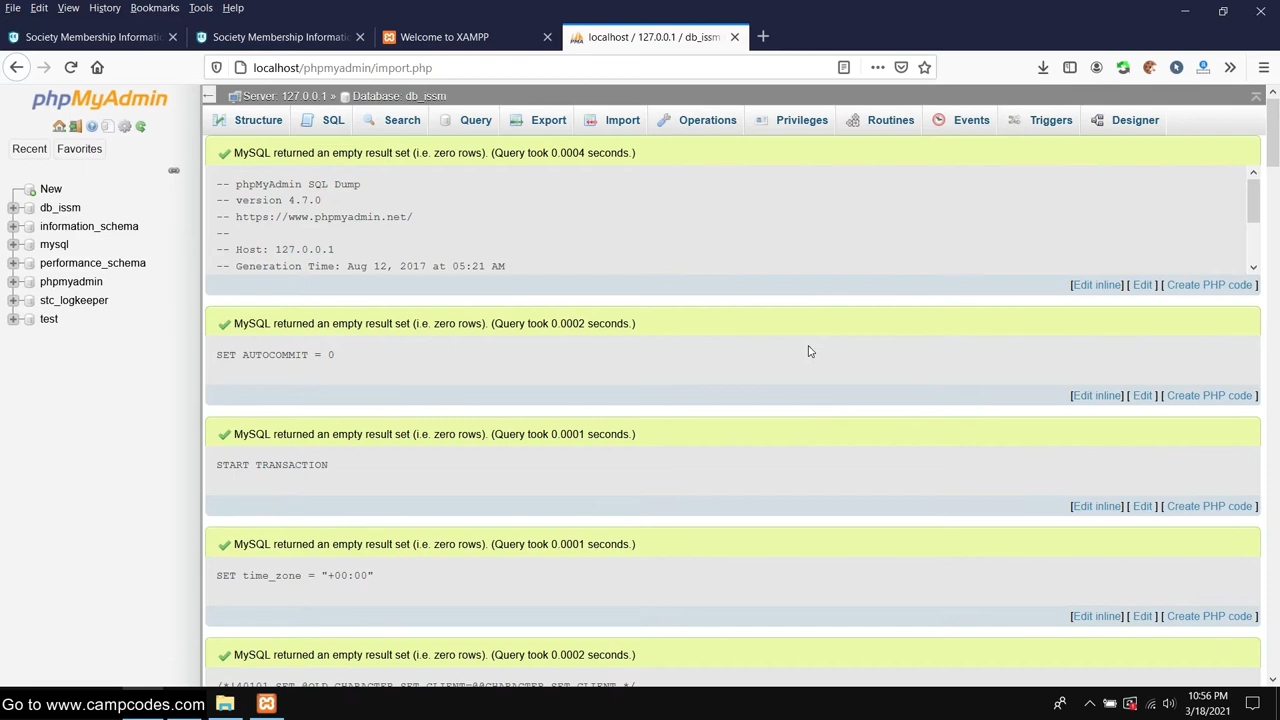 File Edit View History Bookmarks Tools Help
Society Membership Informati
Society Membership Informati
Welcome to XAMPP
localhost / 127.0.0.1 / db_issm
localhost/phpmyadmin/import.php
phpMyAdmin
Recent Favorites
New
db_issm
information_schema
mysql
performance_schema
phpmyadmin
stc_logkeeper
test
Server: 127.0.0.1 » Database: db_issm
Structure SQL Search Query Export Import Operations Privileges Routines Events Triggers Designer
MySQL returned an empty result set (i.e. zero rows). (Query took 0.0004 seconds.)
-- phpMyAdmin SQL Dump
-- version 4.7.0
-- https://www.phpmyadmin.net/
--
-- Host: 127.0.0.1
-- Generation Time: Aug 12, 2017 at 05:21 AM
[Edit inline] [ Edit ] [ Create PHP code ]
MySQL returned an empty result set (i.e. zero rows). (Query took 0.0002 seconds.)
SET AUTOCOMMIT = 0
[Edit inline] [ Edit ] [ Create PHP code ]
MySQL returned an empty result set (i.e. zero rows). (Query took 0.0001 seconds.)
START TRANSACTION
[Edit inline] [ Edit ] [ Create PHP code ]
MySQL returned an empty result set (i.e. zero rows). (Query took 0.0001 seconds.)
SET time_zone = "+00:00"
[Edit inline] [ Edit ] [ Create PHP code ]
MySQL returned an empty result set (i.e. zero rows). (Query took 0.0002 seconds.)
/*!40101 SET @OLD_CHARACTER_SET_CLIENT=@@CHARACTER_SET_CLIENT */
Go to www.campcodes.com
10:56 PM
3/18/2021